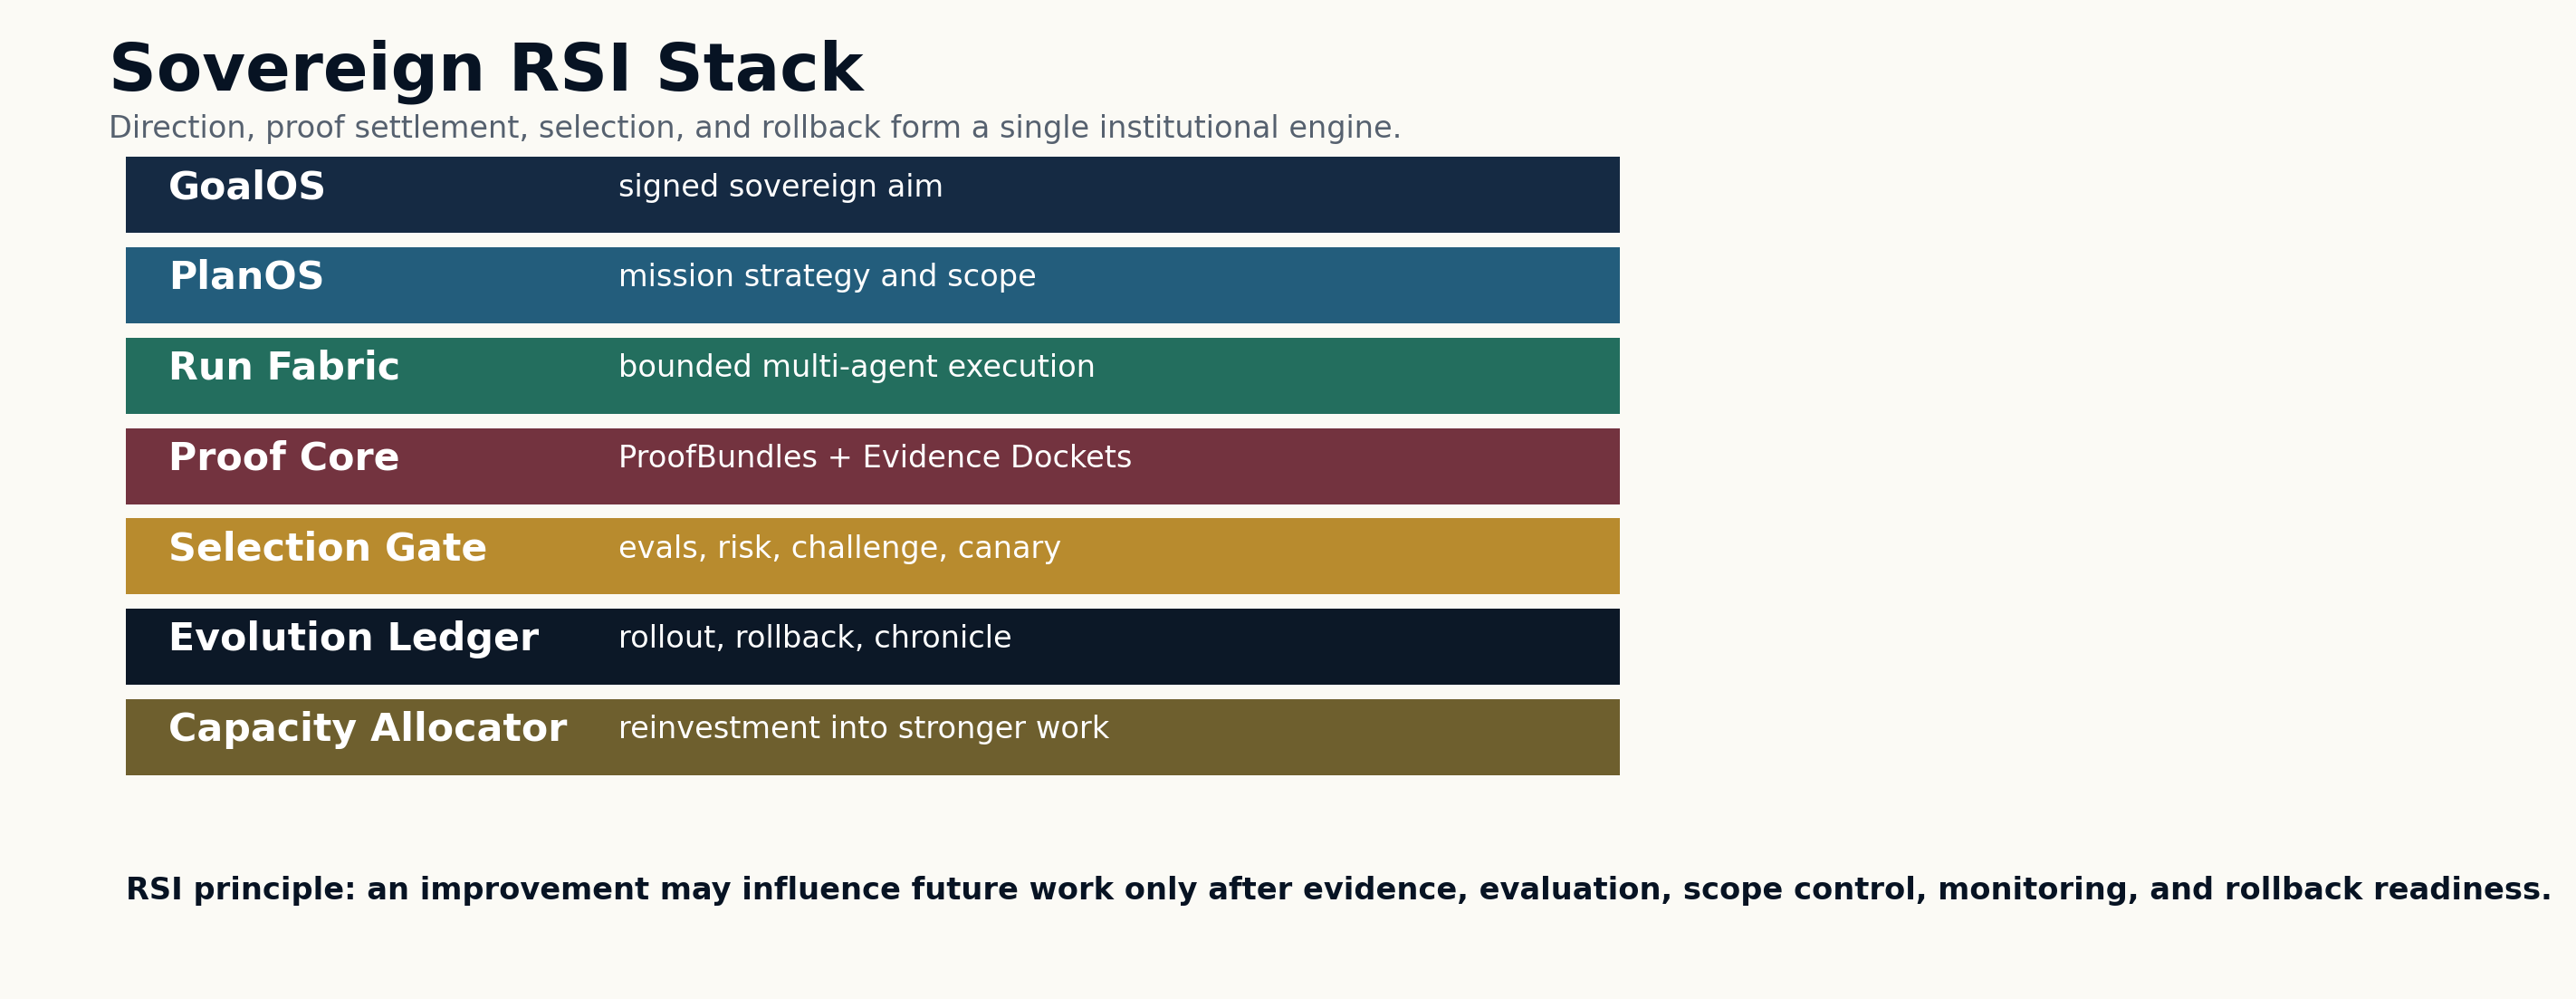 Sovereign RSI Stack
Direction, proof settlement, selection, and rollback form a single institutional engine.
GoalOS signed sovereign aim
PlanOS mission strategy and scope
Run Fabric bounded multi-agent execution
Proof Core ProofBundles + Evidence Dockets
Selection Gate evals, risk, challenge, canary
Evolution Ledger rollout, rollback, chronicle
Capacity Allocator reinvestment into stronger work
RSI principle: an improvement may influence future work only after evidence, evaluation, scope control, monitoring, and rollback readiness.